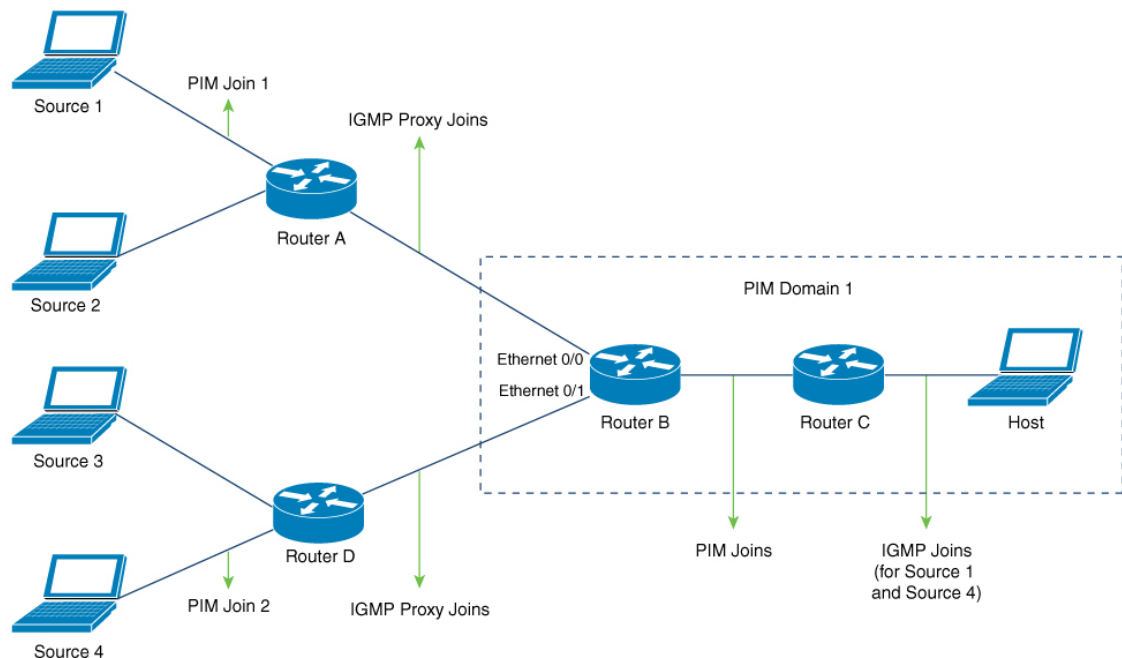 Source 1
PIM Join 1
IGMP Proxy Joins
Router A
Source 2
PIM Domain 1
Ethernet 0/0
Ethernet 0/1
Router B
Router C
Host
Source 3
Router D
PIM Join 2
IGMP Proxy Joins
PIM Joins
IGMP Joins
(for Source 1
and Source 4)
Source 4